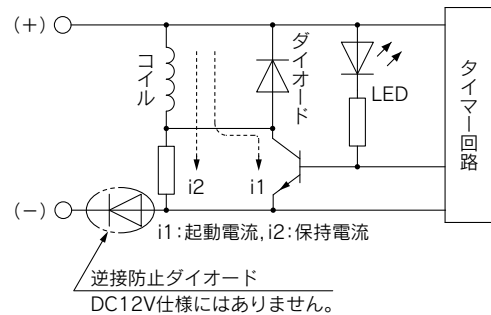 (+)
コイル
ダイオード
LED
タイマー回路
i2
i1
(−)
i1:起動電流,i2:保持電流
逆接防止ダイオード
DC12V仕様にはありません。